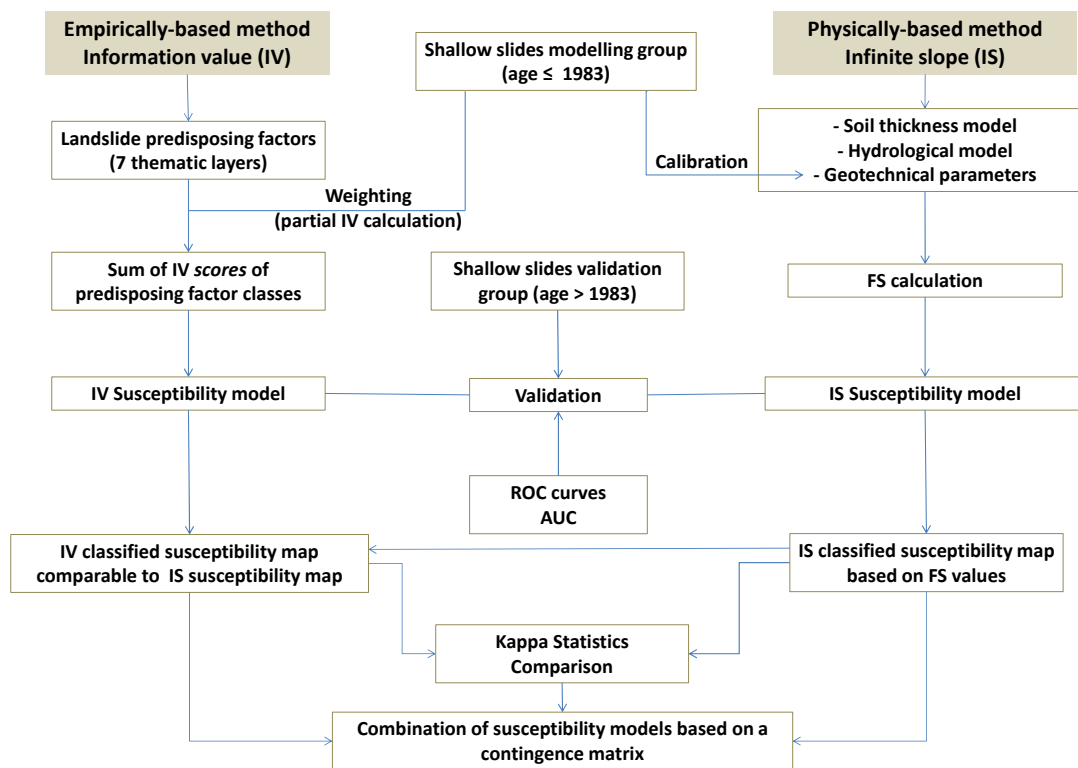 Empirically-based method
Information value (IV)
Shallow slides modelling group
(age ≤ 1983)
Physically-based method
Infinite slope (IS)
Landslide predisposing factors
(7 thematic layers)
Calibration
- Soil thickness model
- Hydrological model
- Geotechnical parameters
Weighting
(partial IV calculation)
Sum of IV scores of
predisposing factor classes
Shallow slides validation
group (age > 1983)
FS calculation
IV Susceptibility model
Validation
IS Susceptibility model
ROC curves
AUC
IV classified susceptibility map
comparable to IS susceptibility map
IS classified susceptibility map
based on FS values
Kappa Statistics
Comparison
Combination of susceptibility models based on a
contingence matrix